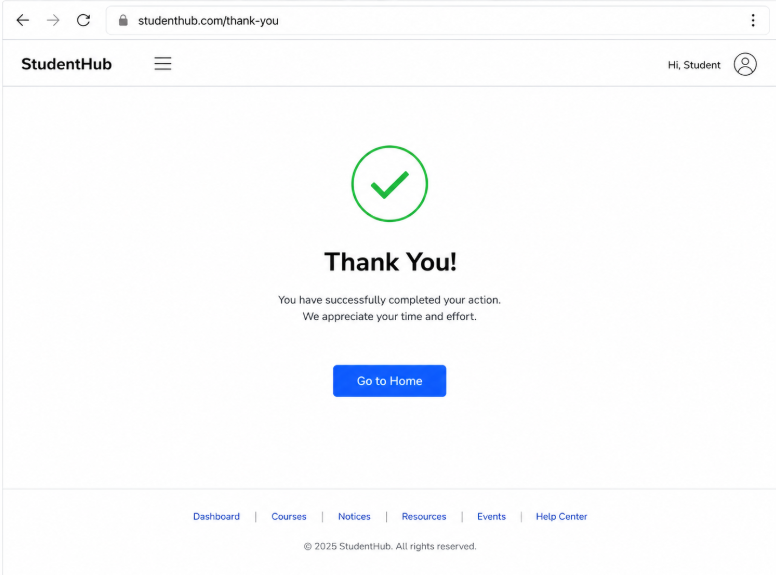 studenthub.com/thank-you
StudentHub
Hi, Student
Thank You!
You have successfully completed your action.
We appreciate your time and effort.
Go to Home
Dashboard | Courses | Notices | Resources | Events | Help Center
© 2025 StudentHub. All rights reserved.